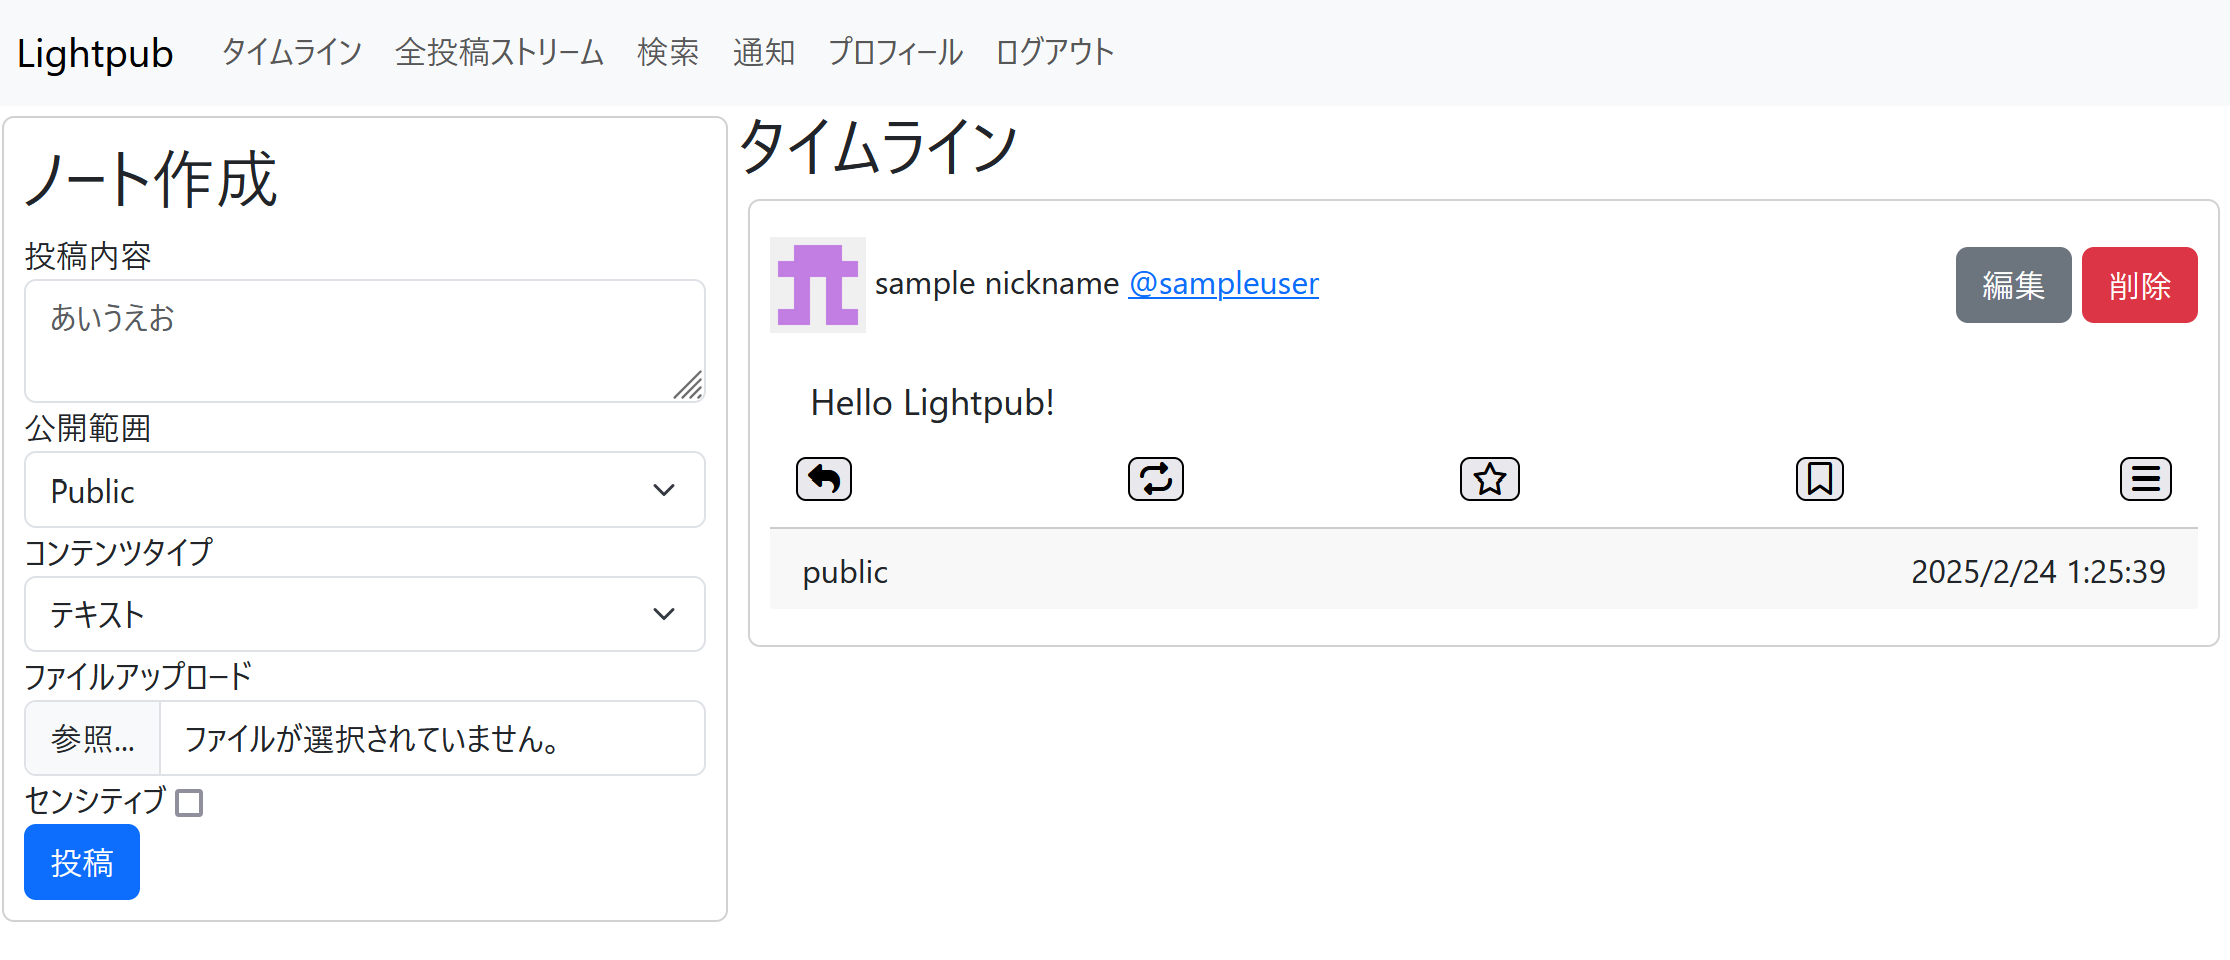 Lightpub タイムライン 全投稿ストリーム 検索 通知 プロフィール ログアウト
ノート作成
投稿内容
あいうえお
公開範囲
Public
コンテンツタイプ
テキスト
ファイルアップロード
参照... ファイルが選択されていません。
センシティブ
投稿
タイムライン
sample nickname @sampleuser 編集 削除
Hello Lightpub!
public 2025/2/24 1:25:39